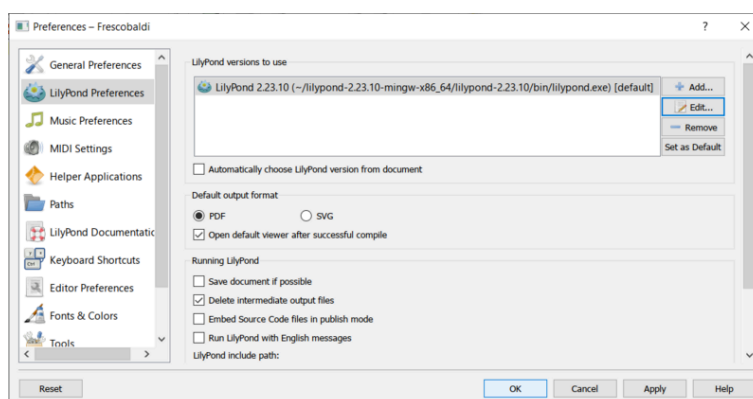 Preferences – Frescobaldi
?
General Preferences
LilyPond Preferences
Music Preferences
MIDI Settings
Helper Applications
Paths
LilyPond Documentatic
Keyboard Shortcuts
Editor Preferences
Fonts & Colors
Tools
LilyPond versions to use
LilyPond 2.23.10 (~/lilypond-2.23.10-mingw-x86_64/lilypond-2.23.10/bin/lilypond.exe) [default]
Add...
Edit...
Remove
Set as Default
Automatically choose LilyPond version from document
Default output format
PDF
SVG
Open default viewer after successful compile
Running LilyPond
Save document if possible
Delete intermediate output files
Embed Source Code files in publish mode
Run LilyPond with English messages
LilyPond include path:
Reset
OK
Cancel
Apply
Help